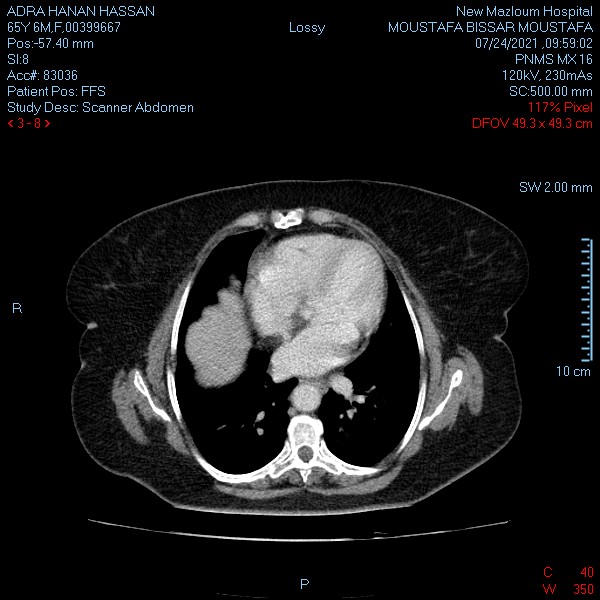 ADRA HANAN HASSAN
65Y 6M,F,00399667
Pos:-57.40 mm
SI:8
Acc#: 83036
Patient Pos: FFS
Study Desc: Scanner Abdomen
< 3 - 8 >
Lossy
New Mazloum Hospital
MOUSTAFA BISSAR MOUSTAFA
07/24/2021 ,09:59:02
PNMS MX 16
120kV, 230mAs
SC:500.00 mm
117% Pixel
DFOV 49.3 x 49.3 cm
SW 2.00 mm
R
10 cm
P
C 40
W 350